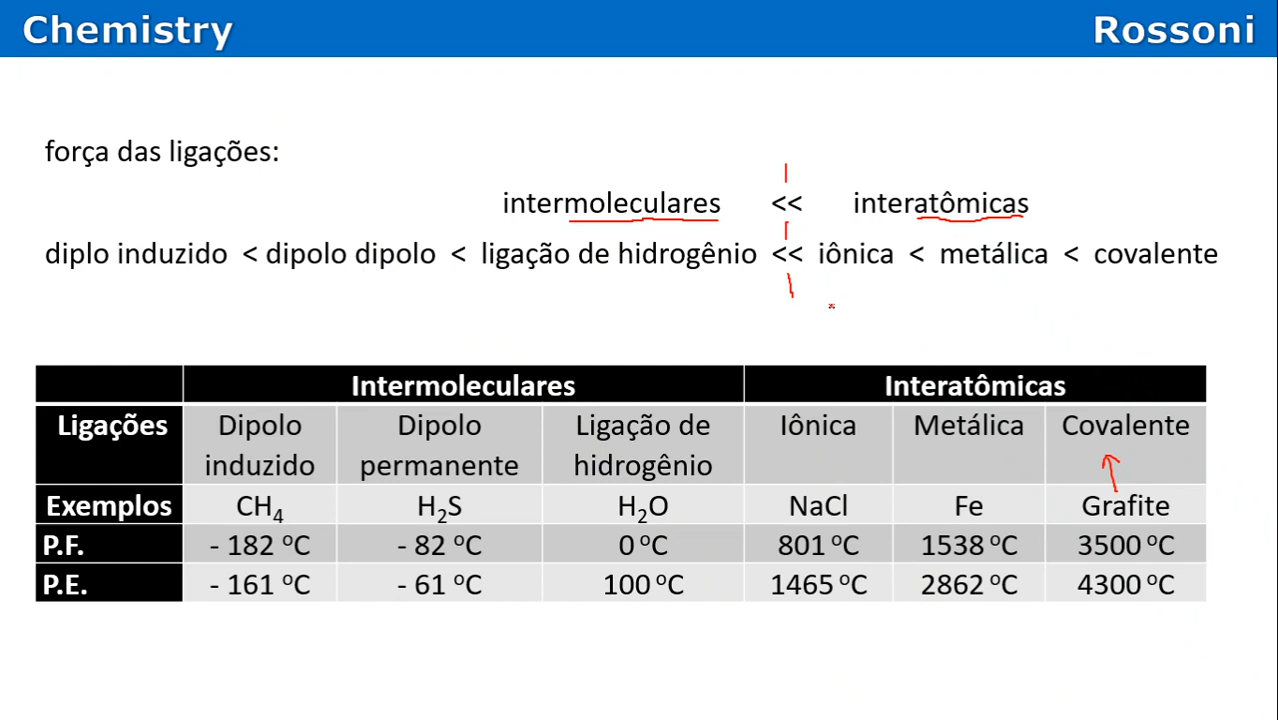 Chemistry Rossoni
força das ligações:
intermoleculares << interatômicas
diplo induzido < dipolo dipolo < ligação de hidrogênio << iônica < metálica < covalente
Intermoleculares Interatômicas
Ligações Dipolo induzido Dipolo permanente Ligação de hidrogênio Iônica Metálica Covalente
Exemplos CH₄ H₂S H₂O NaCl Fe Grafite
P.F. - 182 ºC - 82 ºC 0 ºC 801 ºC 1538 ºC 3500 ºC
P.E. - 161 ºC - 61 ºC 100 ºC 1465 ºC 2862 ºC 4300 ºC